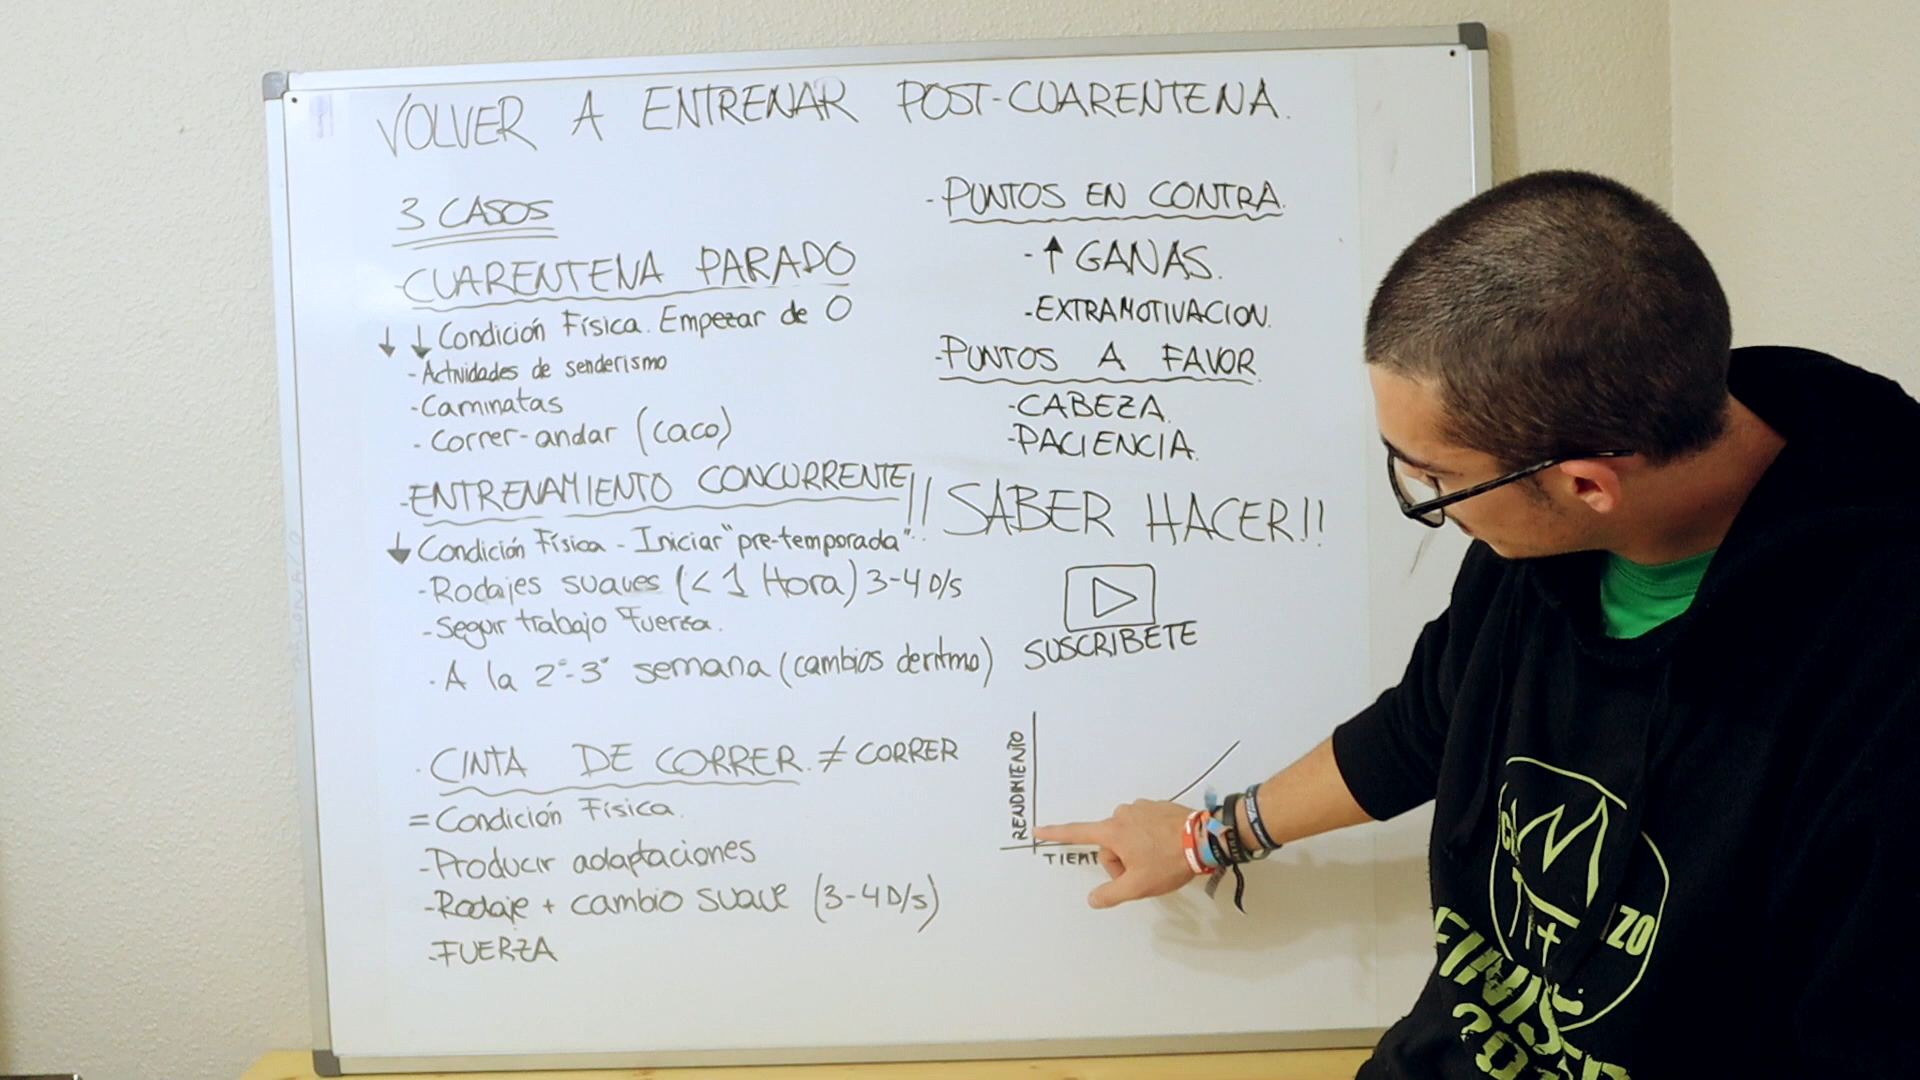 VOLVER A ENTRENAR POST-CUARENTENA.
3 CASOS
-CUARENTENA PARADO
↓↓ Condición Física. Empezar de 0
-Actividades de senderismo
-Caminatas
-Correr-andar (caco)
-ENTRENAMIENTO CONCURRENTE
↓ Condición Física - Iniciar "pre-temporada"
-Rodajes suaves (<1 Hora) 3-4 D/S
-Seguir trabajo Fuerza.
-A la 2ª-3ª semana (cambios de ritmo)
-CINTA DE CORRER. ≠ CORRER
=Condición Física.
-Producir adaptaciones
-Rodaje + cambio suave (3-4 D/s)
-FUERZA
-PUNTOS EN CONTRA.
-↑ GANAS.
-EXTRAMOTIVACION.
-PUNTOS A FAVOR.
-CABEZA.
-PACIENCIA.
!! SABER HACER!!
SUSCRIBETE
RENDIMIENTO
ZO
FINISHER